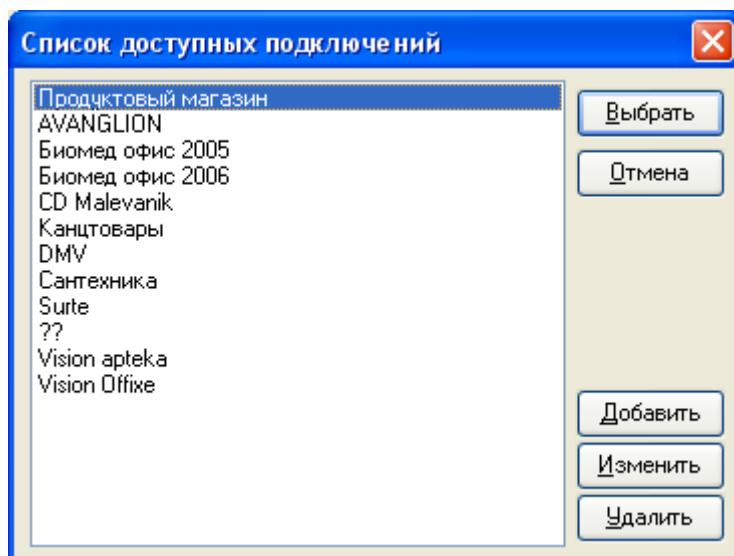 Список доступных подключений
Продуктовый магазин
AVANGLION
Биомед офис 2005
Биомед офис 2006
CD Malevanik
Канцтовары
DMV
Сантехника
Surte
??
Vision apteka
Vision Offixe
Выбрать
Отмена
Добавить
Изменить
Удалить